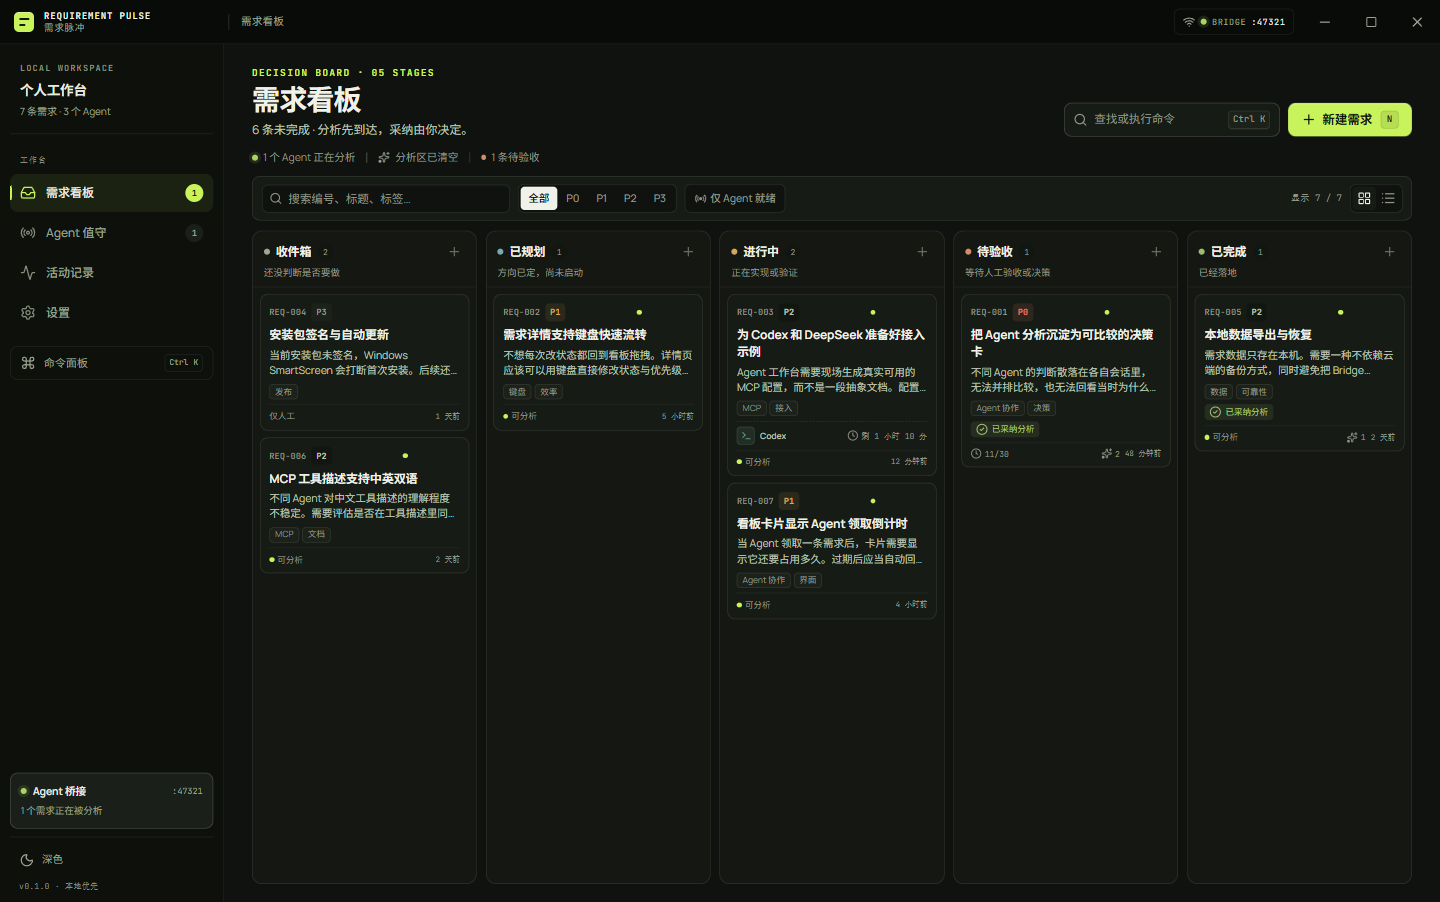 REQUIREMENT PULSE
需求脉冲
需求看板
BRIDGE :47321
LOCAL WORKSPACE
个人工作台
7 条需求 · 3 个 Agent
工作台
需求看板 1
Agent 值守 1
活动记录
设置
命令面板 Ctrl K
Agent 桥接 :47321
1 个需求正在被分析
深色
v0.1.0 · 本地优先
DECISION BOARD · 05 STAGES
需求看板
6 条未完成 · 分析先到达，采纳由你决定。
查找或执行命令 Ctrl K
新建需求 N
1 个 Agent 正在分析 | 分析区已清空 | 1 条待验收
搜索编号、标题、标签…
全部 P0 P1 P2 P3
仅 Agent 就绪
显示 7 / 7
收件箱 2
还没判断是否要做
REQ-004 P3
安装包签名与自动更新
当前安装包未签名，Windows
SmartScreen 会打断首次安装。后续还…
发布
仅人工 1 天前
REQ-006 P2
MCP 工具描述支持中英双语
不同 Agent 对中文工具描述的理解程度
不稳定。需要评估是否在工具描述里同…
MCP 文档
可分析 2 天前
已规划 1
方向已定，尚未启动
REQ-002 P1
需求详情支持键盘快速流转
不想每次改状态都回到看板拖拽。详情页
应该可以用键盘直接修改状态与优先级…
键盘 效率
可分析 5 小时前
进行中 2
正在实现或验证
REQ-003 P2
为 Codex 和 DeepSeek 准备好接入
示例
Agent 工作台需要现场生成真实可用的
MCP 配置，而不是一段抽象文档。配置…
MCP 接入
Codex 剩 1 小时 10 分
可分析 12 分钟前
REQ-007 P1
看板卡片显示 Agent 领取倒计时
当 Agent 领取一条需求后，卡片需要显
示它还要占用多久。过期后应当自动回…
Agent 协作 界面
可分析 4 小时前
待验收 1
等待人工验收或决策
REQ-001 P0
把 Agent 分析沉淀为可比较的决策
卡
不同 Agent 的判断散落在各自会话里，
无法并排比较，也无法回看当时为什么…
Agent 协作 决策
已采纳分析
11/30 2 48 分钟前
已完成 1
已经落地
REQ-005 P2
本地数据导出与恢复
需求数据只存在本机。需要一种不依赖云
端的备份方式，同时避免把 Bridge…
数据 可靠性
已采纳分析
可分析 1 2 天前